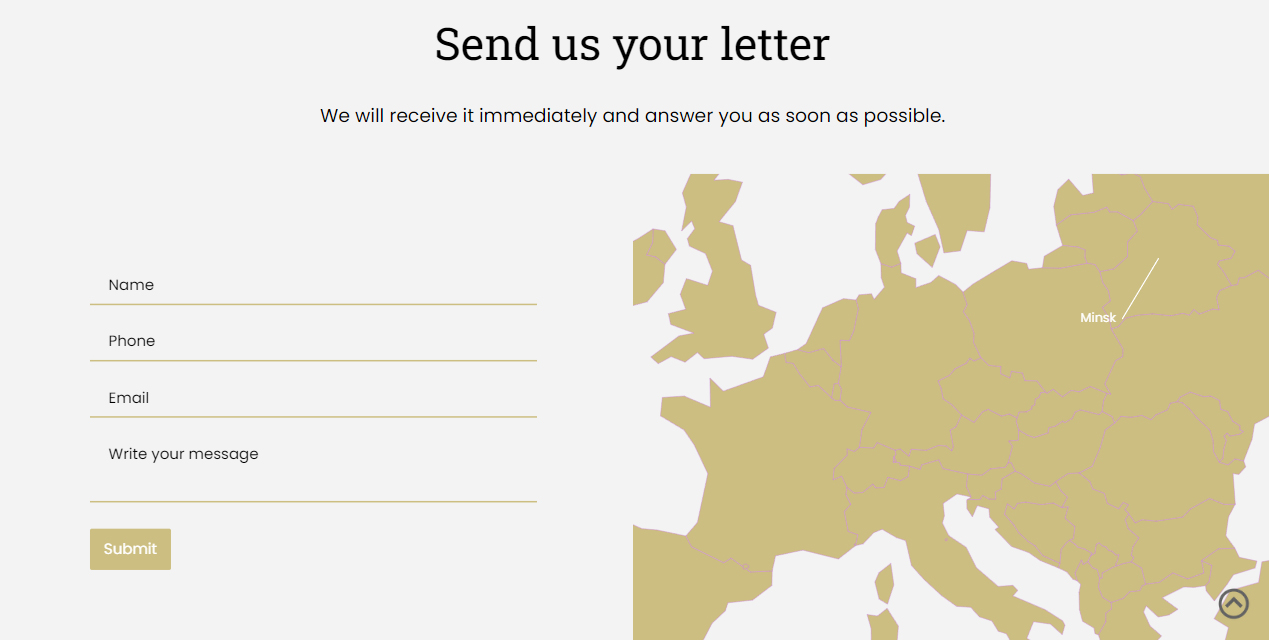 Send us your letter
We will receive it immediately and answer you as soon as possible.
Name
Phone
Email
Write your message
Submit
Minsk